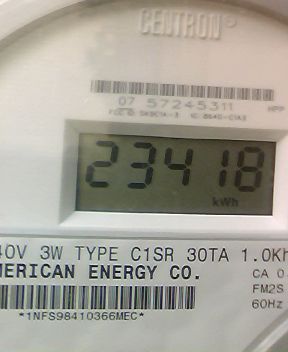 CENTRON
07 57245311
23418
kWh
40V 3W TYPE C1SR 30TA 1.0Kh
MERICAN ENERGY CO.
CA 0
FM2S
60Hz
*1NFS98410366MEC*